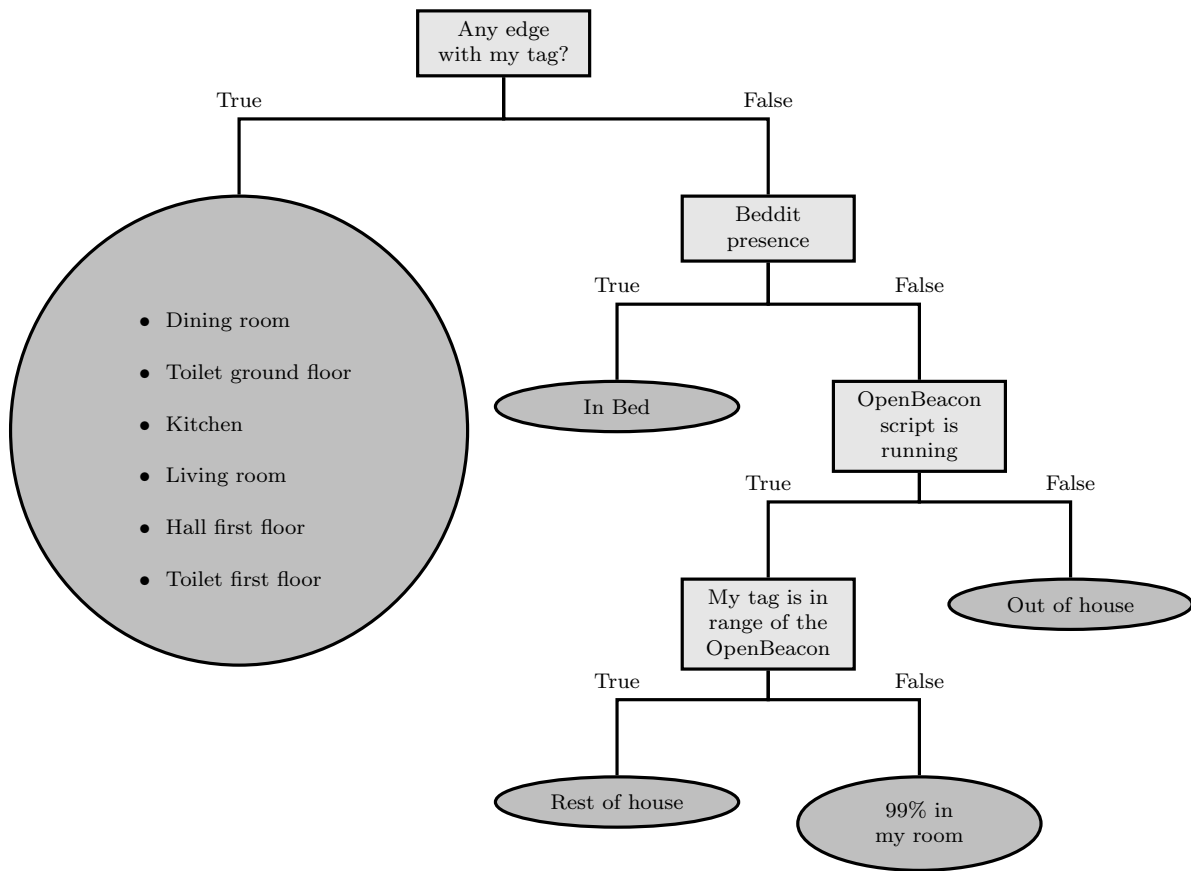 Any edge
with my tag?
True
False
Beddit
presence
• Dining room
• Toilet ground floor
• Kitchen
• Living room
• Hall first floor
• Toilet first floor
True
False
In Bed
OpenBeacon
script is
running
True
False
My tag is in
range of the
OpenBeacon
Out of house
True
False
Rest of house
99% in
my room